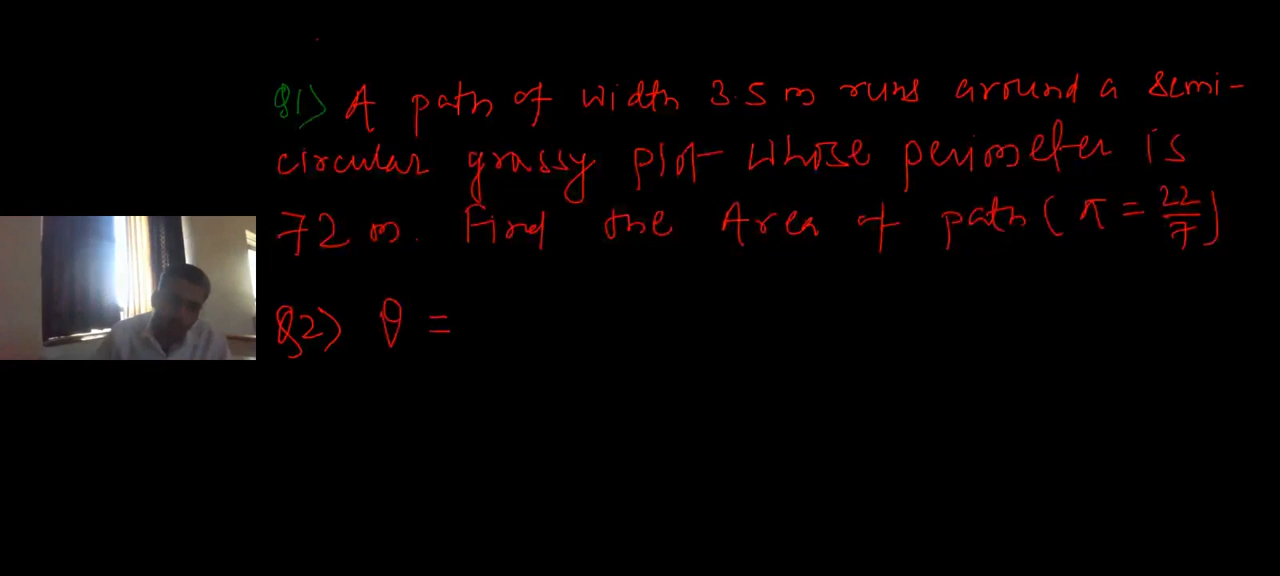 Q1) A path of width 3.5 m runs around a semi-
circular grassy plot whose perimeter is
72 m. Find the Area of path ( π = 22/7 )
Q2) θ =